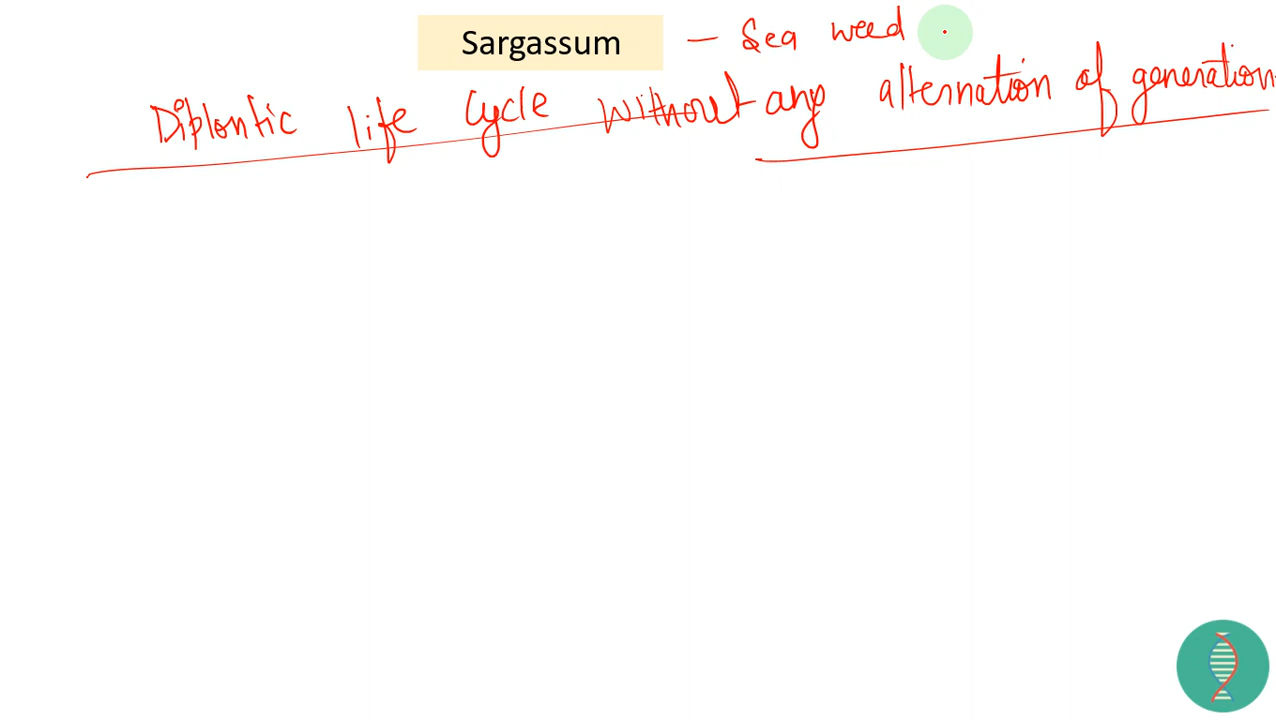 Sargassum - Sea weed
Diplontic life cycle without any alternation of generation